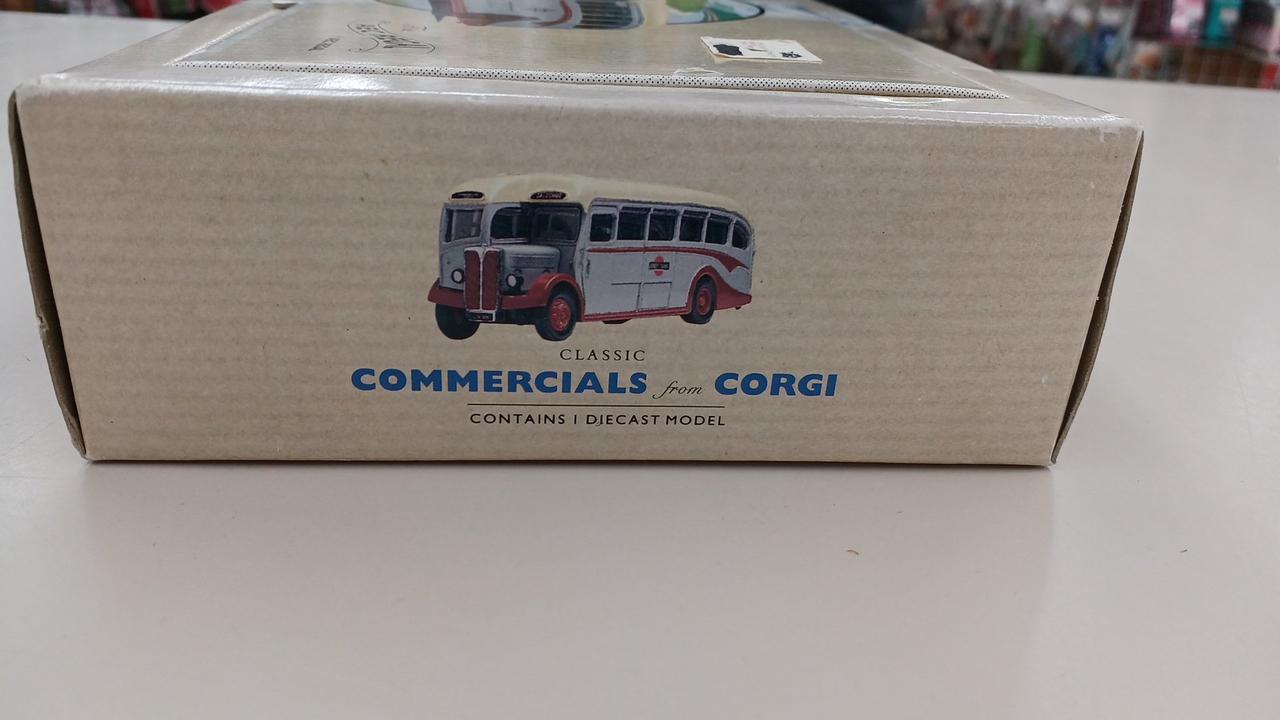 CLASSIC
COMMERCIALS from CORGI
CONTAINS 1 DIECAST MODEL